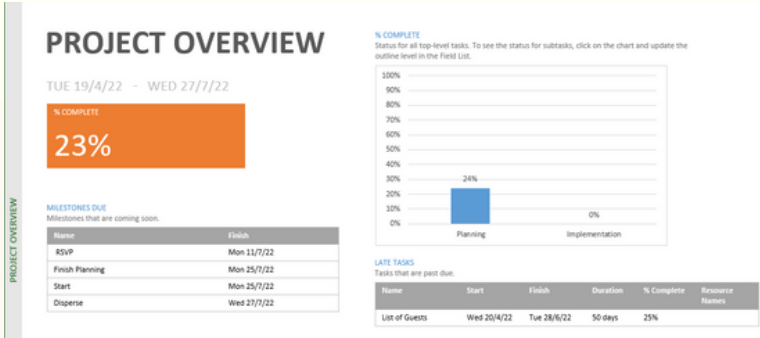 PROJECT OVERVIEW
PROJECT OVERVIEW
TUE 19/4/22 - WED 27/7/22
% COMPLETE
23%
MILESTONES DUE
Milestones that are coming soon.
Name Finish
RSVP Mon 11/7/22
Finish Planning Mon 25/7/22
Start Mon 25/7/22
Disperse Wed 27/7/22
% COMPLETE
Status for all top-level tasks. To see the status for subtasks, click on the chart and update the
outline level in the Field List.
100%
90%
80%
70%
60%
50%
40%
30%
20%
10%
0%
24%
0%
Planning Implementation
LATE TASKS
Tasks that are past due.
Name Start Finish Duration % Complete Resource
Names
List of Guests Wed 20/4/22 Tue 28/6/22 50 days 25%